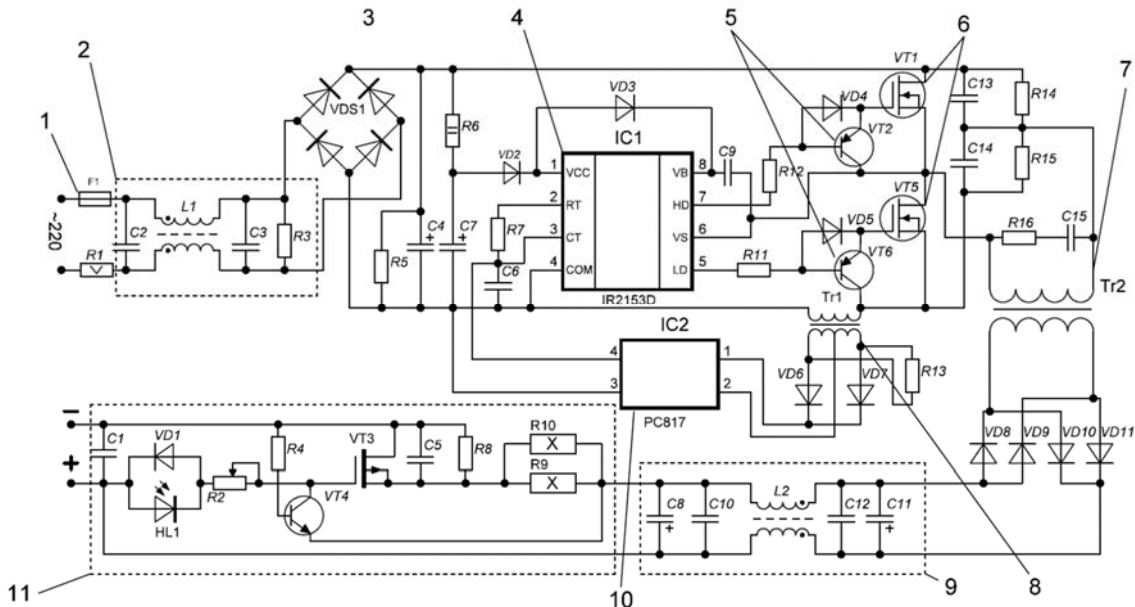 3
4
5
6
2
VT1
7
1
VDS1
VD3
VD4
C13
R14
R6
IC1
VT2
C14
R15
F1
L1
VD2
1
VCC
VB
8
C9
R12
VT5
2
RT
HD
7
~220
C2
C3
R3
R7
3
CT
VS
6
VD5
R16
C15
R1
R5
C4
+
C7
+
C6
4
COM
LD
5
R11
VT6
Tr2
IR2153D
Tr1
IC2
4
1
VD6
VD7
R13
3
2
PC817
–
C1
VD1
R4
VT3
C5
R8
R10
X
R9
X
VD8
VD9
VD10
VD11
+
R2
VT4
HL1
C8
+
C10
L2
C12
C11
+
11
10
9
8